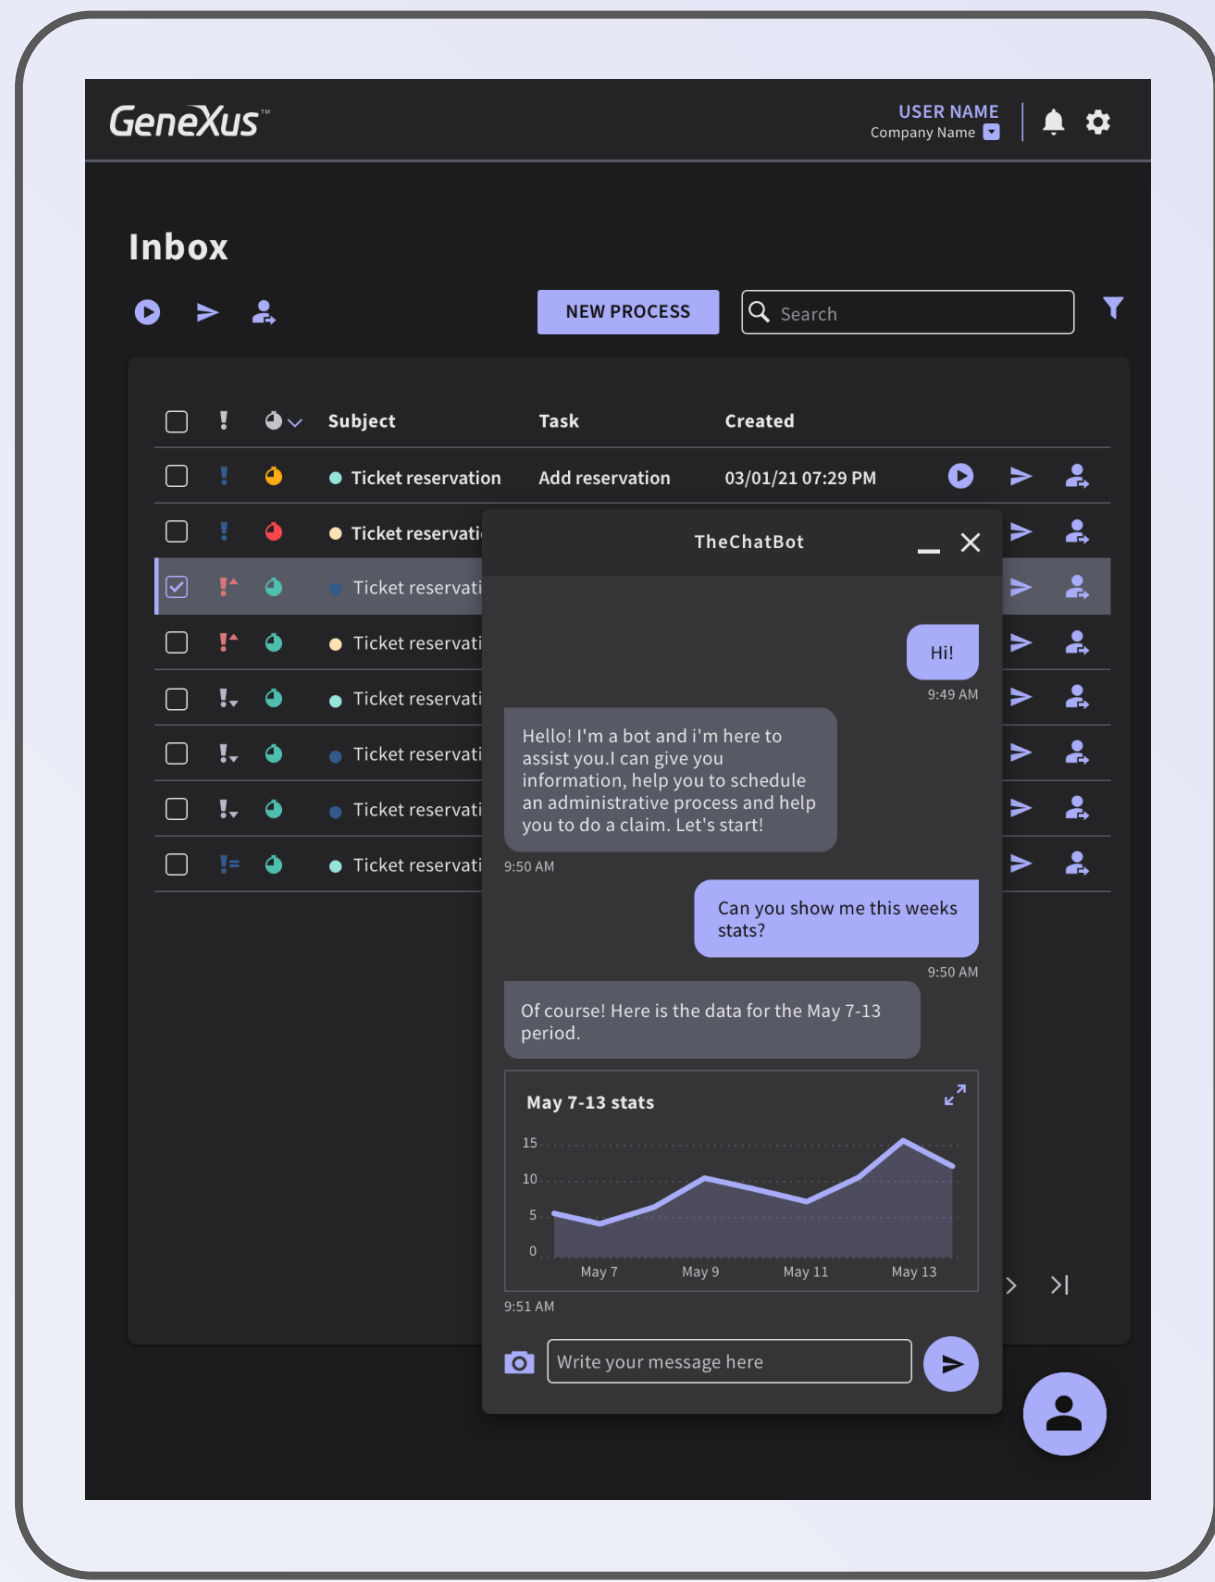 GeneXus™
USER NAME
Company Name
Inbox
NEW PROCESS
Search
Subject Task Created
Ticket reservation Add reservation 03/01/21 07:29 PM
Ticket reservati
Ticket reservati
Ticket reservati
Ticket reservati
Ticket reservati
Ticket reservati
Ticket reservati
TheChatBot
Hi!
9:49 AM
Hello! I'm a bot and i'm here to
assist you.I can give you
information, help you to schedule
an administrative process and help
you to do a claim. Let's start!
9:50 AM
Can you show me this weeks
stats?
9:50 AM
Of course! Here is the data for the May 7-13
period.
May 7-13 stats
15
10
5
0
May 7 May 9 May 11 May 13
9:51 AM
Write your message here